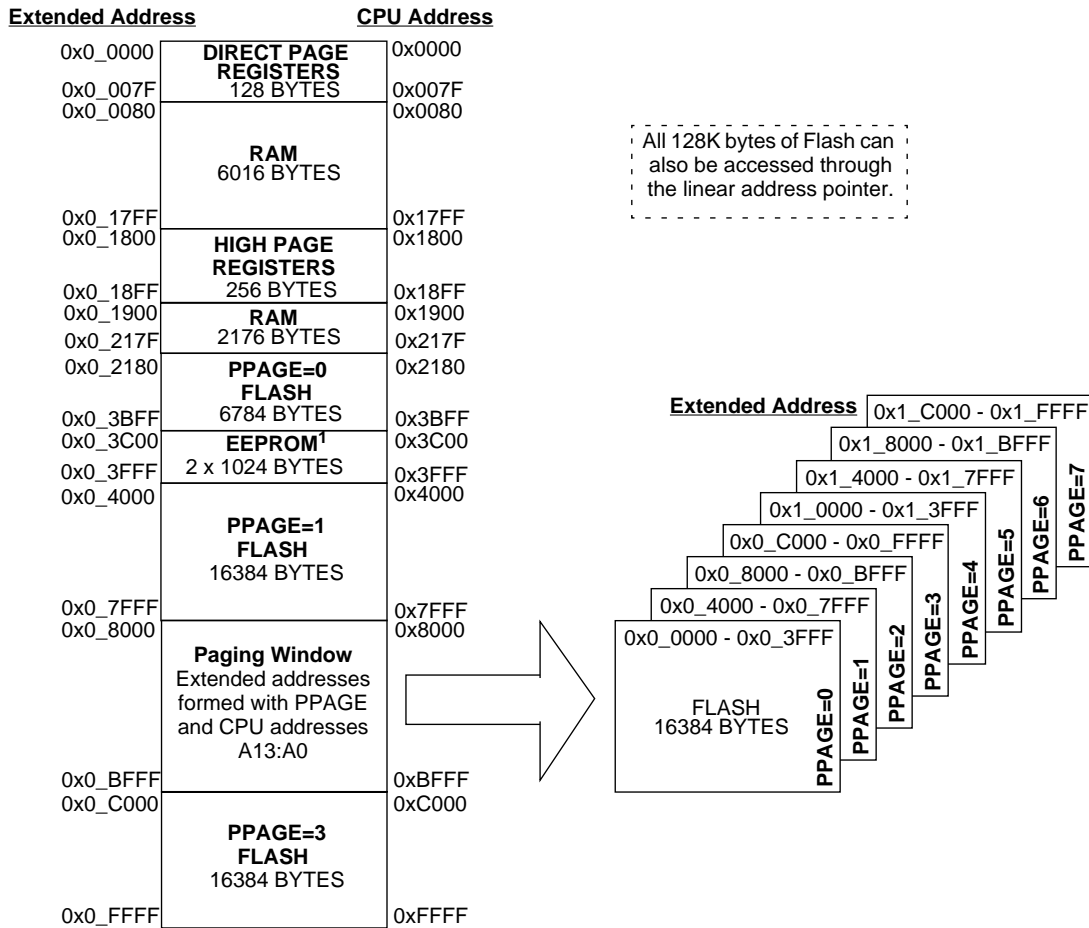 Extended Address
CPU Address
0x0_0000
DIRECT PAGE
REGISTERS
128 BYTES
0x0000
0x0_007F
0x007F
0x0_0080
0x0080
RAM
6016 BYTES
0x0_17FF
0x17FF
0x0_1800
0x1800
HIGH PAGE
REGISTERS
256 BYTES
0x0_18FF
0x18FF
0x0_1900
0x1900
RAM
2176 BYTES
0x0_217F
0x217F
0x0_2180
0x2180
PPAGE=0
FLASH
6784 BYTES
0x0_3BFF
0x3BFF
0x0_3C00
0x3C00
EEPROM1
2 x 1024 BYTES
0x0_3FFF
0x3FFF
0x0_4000
0x4000
PPAGE=1
FLASH
16384 BYTES
0x0_7FFF
0x7FFF
0x0_8000
0x8000
Paging Window
Extended addresses
formed with PPAGE
and CPU addresses
A13:A0
0x0_BFFF
0xBFFF
0x0_C000
0xC000
PPAGE=3
FLASH
16384 BYTES
0x0_FFFF
0xFFFF
All 128K bytes of Flash can
also be accessed through
the linear address pointer.
Extended Address
0x1_C000 - 0x1_FFFF
0x1_8000 - 0x1_BFFF
0x1_4000 - 0x1_7FFF
0x1_0000 - 0x1_3FFF
0x0_C000 - 0x0_FFFF
0x0_8000 - 0x0_BFFF
0x0_4000 - 0x0_7FFF
0x0_0000 - 0x0_3FFF
FLASH
16384 BYTES
PPAGE=0
PPAGE=1
PPAGE=2
PPAGE=3
PPAGE=4
PPAGE=5
PPAGE=6
PPAGE=7